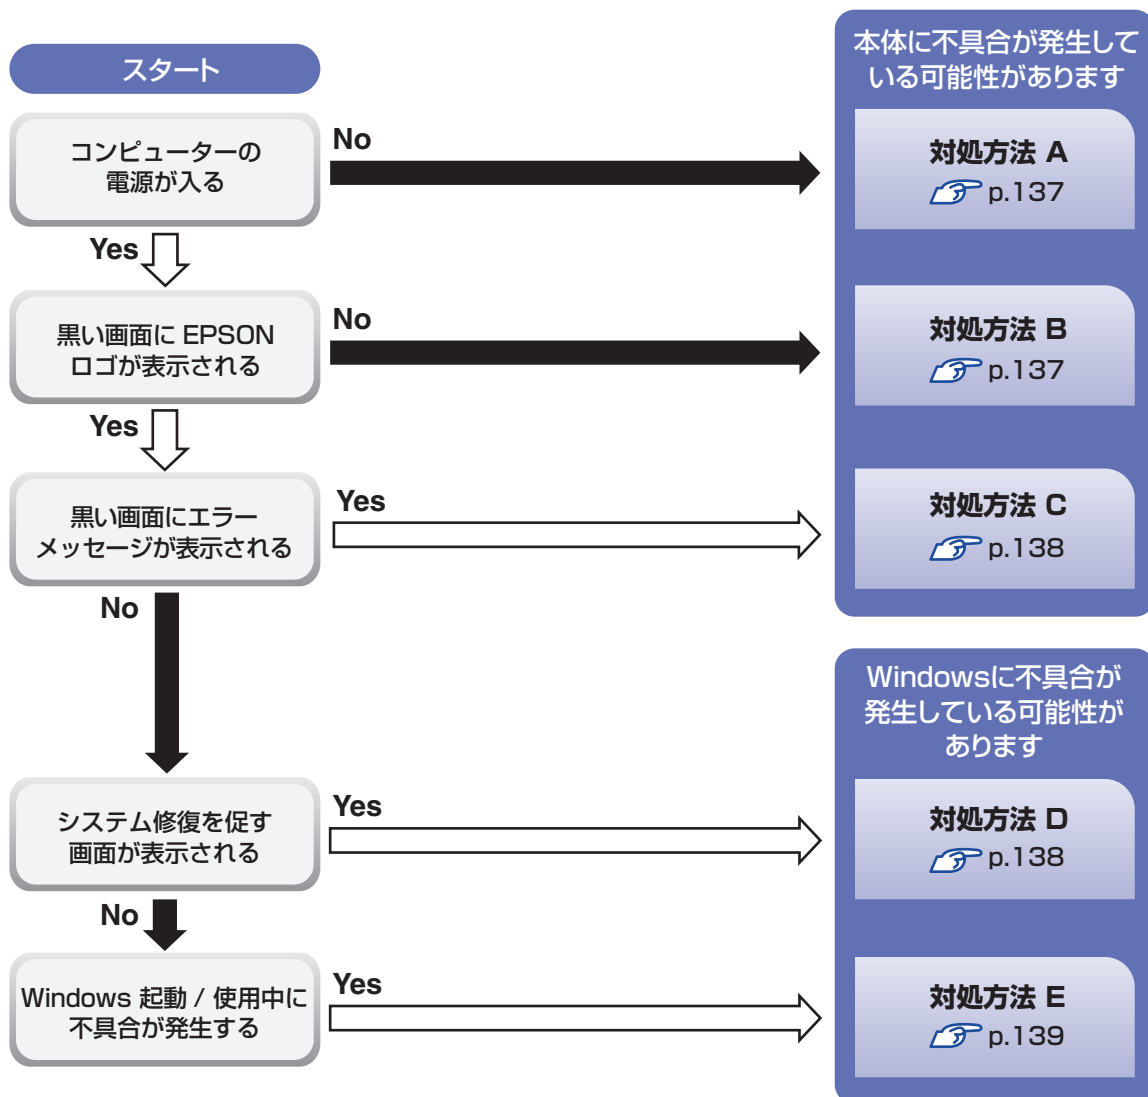 スタート
コンピューターの
電源が入る
No
Yes
黒い画面に EPSON
ロゴが表示される
No
Yes
黒い画面にエラー
メッセージが表示される
Yes
No
システム修復を促す
画面が表示される
Yes
No
Windows 起動 / 使用中に
不具合が発生する
Yes
本体に不具合が発生して
いる可能性があります
対処方法 A
p.137
対処方法 B
p.137
対処方法 C
p.138
Windowsに不具合が
発生している可能性が
あります
対処方法 D
p.138
対処方法 E
p.139